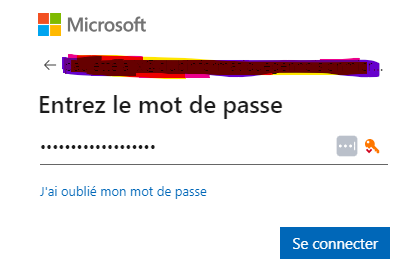 Microsoft
Entrez le mot de passe
•••••••••••••••••••
J'ai oublié mon mot de passe
Se connecter